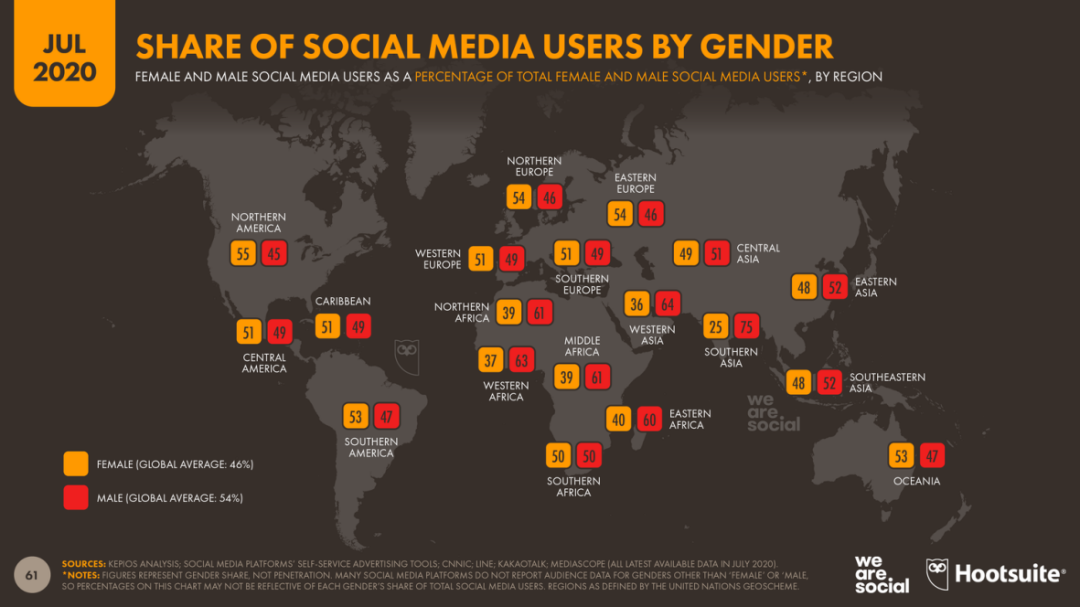 JUL
2020
SHARE OF SOCIAL MEDIA USERS BY GENDER
FEMALE AND MALE SOCIAL MEDIA USERS AS A PERCENTAGE OF TOTAL FEMALE AND MALE SOCIAL MEDIA USERS*, BY REGION
NORTHERN
EUROPE
54 46
EASTERN
EUROPE
54 46
NORTHERN
AMERICA
55 45
WESTERN
EUROPE
51 49
51 49
SOUTHERN
EUROPE
49 51
CENTRAL
ASIA
48 52
EASTERN
ASIA
CARIBBEAN
51 49
51 49
CENTRAL
AMERICA
NORTHERN
AFRICA
39 61
36 64
WESTERN
ASIA
25 75
SOUTHERN
ASIA
37 63
WESTERN
AFRICA
MIDDLE
AFRICA
39 61
48 52
SOUTHEASTERN
ASIA
we
are
social
53 47
SOUTHERN
AMERICA
40 60
EASTERN
AFRICA
50 50
SOUTHERN
AFRICA
53 47
OCEANIA
FEMALE (GLOBAL AVERAGE: 46%)
MALE (GLOBAL AVERAGE: 54%)
61
SOURCES: KEPIOS ANALYSIS; SOCIAL MEDIA PLATFORMS' SELF-SERVICE ADVERTISING TOOLS; CNNIC; LINE; KAKAOTALK; MEDIASCOPE (ALL LATEST AVAILABLE DATA IN JULY 2020).
*NOTES: FIGURES REPRESENT GENDER SHARE, NOT PENETRATION. MANY SOCIAL MEDIA PLATFORMS DO NOT REPORT AUDIENCE DATA FOR GENDERS OTHER THAN 'FEMALE' OR 'MALE,
SO PERCENTAGES ON THIS CHART MAY NOT BE REFLECTIVE OF EACH GENDER'S SHARE OF TOTAL SOCIAL MEDIA USERS. REGIONS AS DEFINED BY THE UNITED NATIONS GEOSCHEME.
we
are
social
Hootsuite®